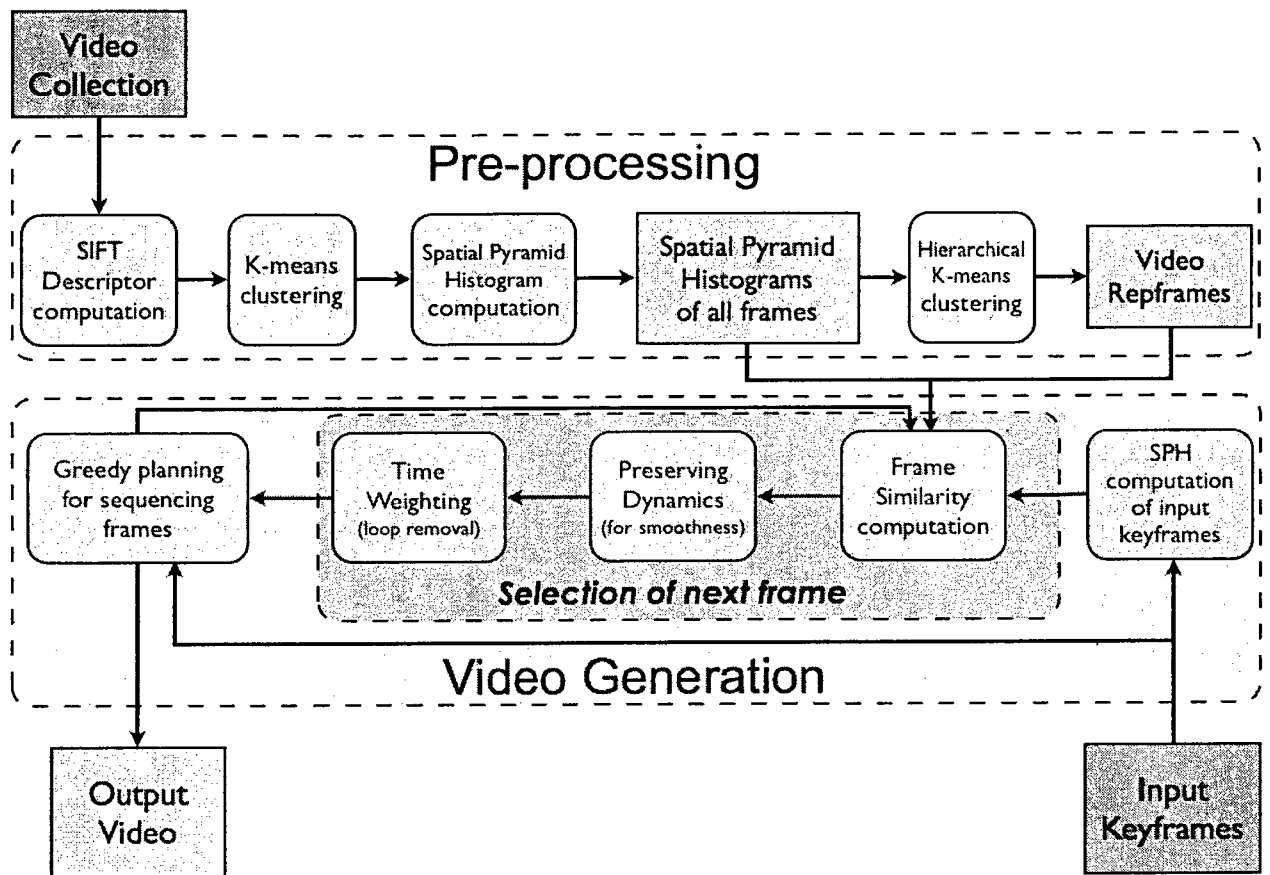 Video
Collection
Pre-processing
SIFT
Descriptor
computation
K-means
clustering
Spatial Pyramid
Histogram
computation
Spatial Pyramid
Histograms
of all frames
Hierarchical
K-means
clustering
Video
Repframes
Greedy planning
for sequencing
frames
Time
Weighting
(loop removal)
Preserving
Dynamics
(for smoothness)
Frame
Similarity
computation
SPH
computation
of input
keyframes
Selection of next frame
Video Generation
Output
Video
Input
Keyframes